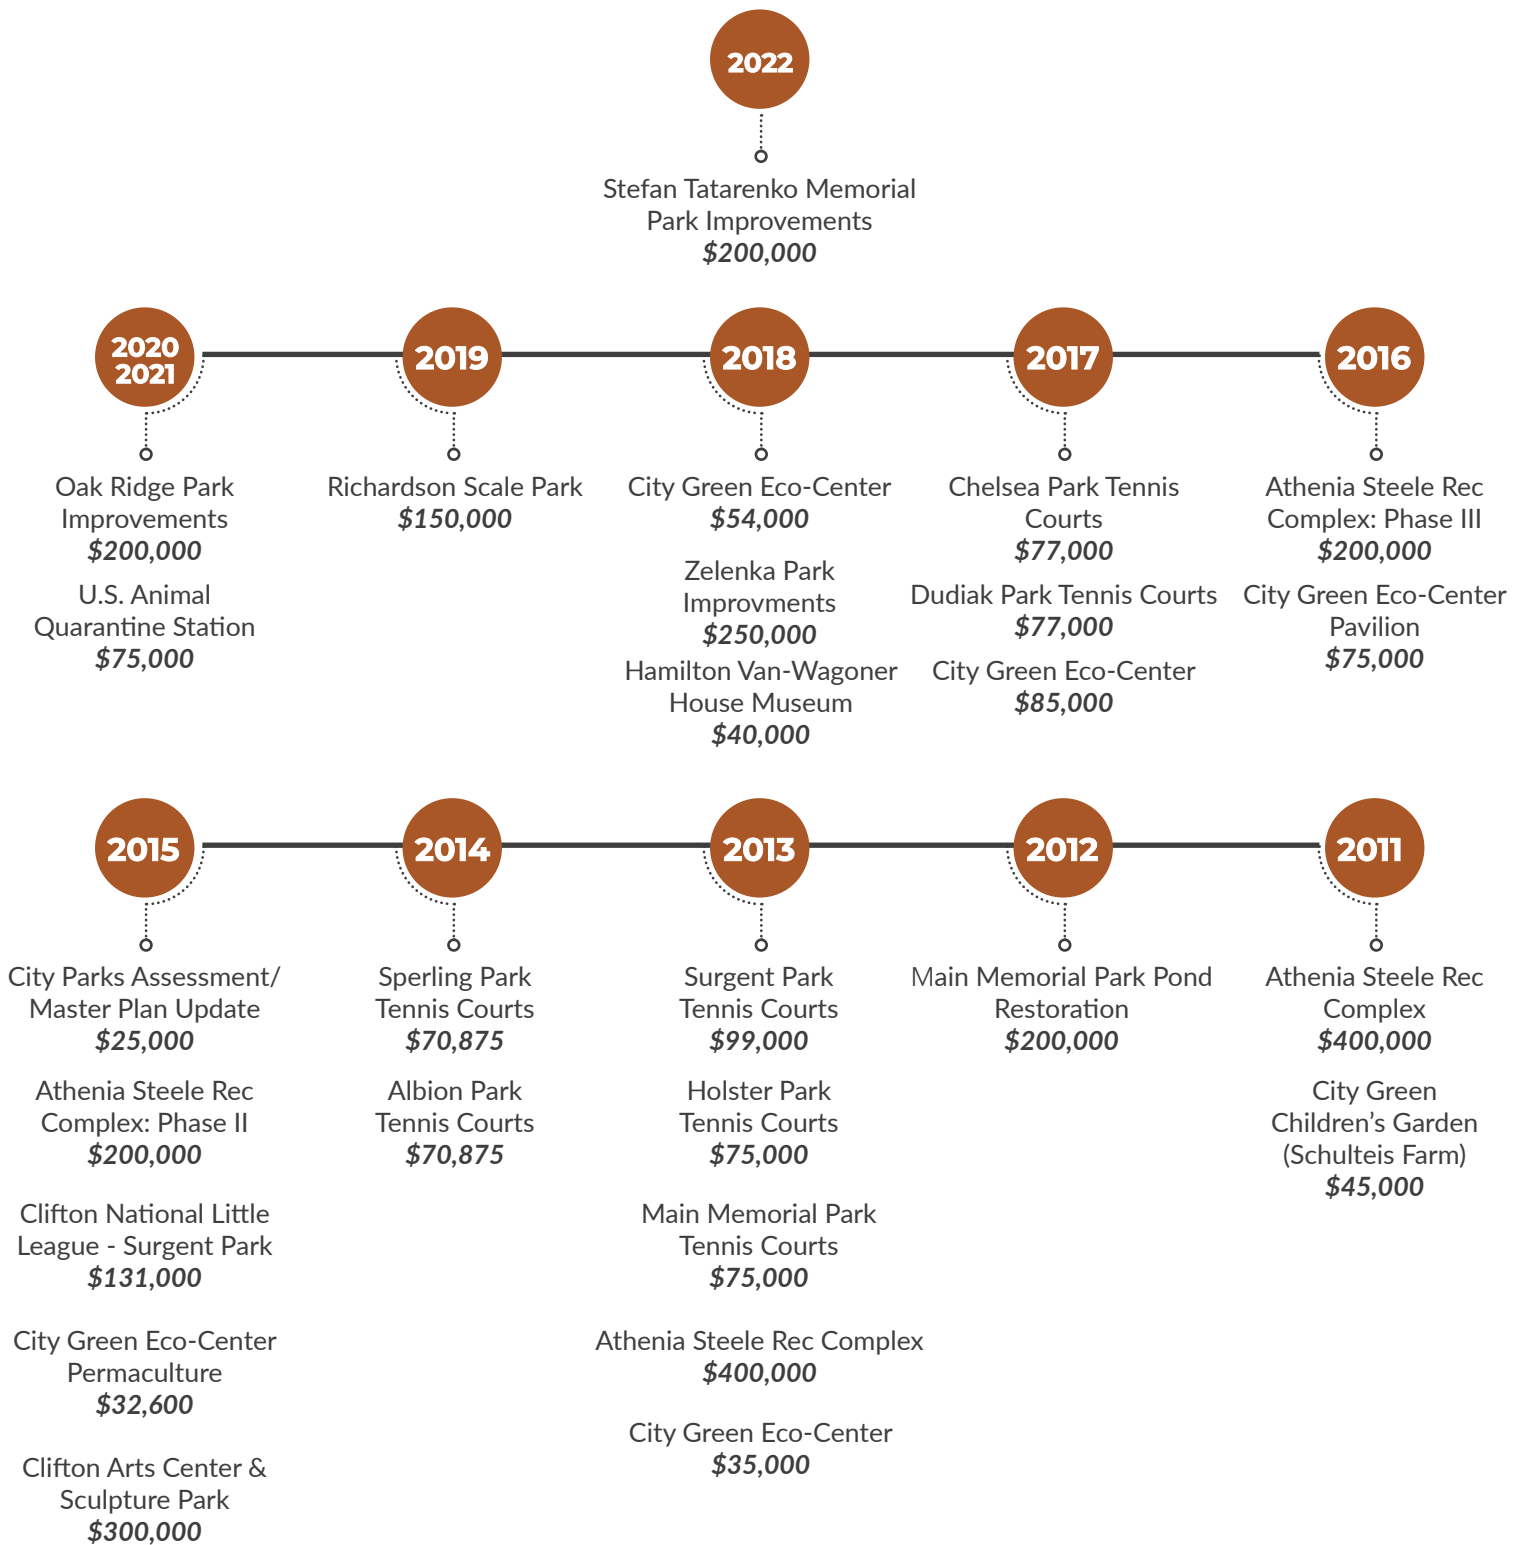 2022
Stefan Tatarenko Memorial
Park Improvements
$200,000
2020
2021
Oak Ridge Park
Improvements
$200,000
U.S. Animal
Quarantine Station
$75,000
2019
Richardson Scale Park
$150,000
2018
City Green Eco-Center
$54,000
Zelenka Park
Improvments
$250,000
Hamilton Van-Wagoner
House Museum
$40,000
2017
Chelsea Park Tennis
Courts
$77,000
Dudiak Park Tennis Courts
$77,000
City Green Eco-Center
$85,000
2016
Athenia Steele Rec
Complex: Phase III
$200,000
City Green Eco-Center
Pavilion
$75,000
2015
City Parks Assessment/
Master Plan Update
$25,000
Athenia Steele Rec
Complex: Phase II
$200,000
Clifton National Little
League - Surgent Park
$131,000
City Green Eco-Center
Permaculture
$32,600
Clifton Arts Center &
Sculpture Park
$300,000
2014
Sperling Park
Tennis Courts
$70,875
Albion Park
Tennis Courts
$70,875
2013
Surgent Park
Tennis Courts
$99,000
Holster Park
Tennis Courts
$75,000
Main Memorial Park
Tennis Courts
$75,000
Athenia Steele Rec Complex
$400,000
City Green Eco-Center
$35,000
2012
Main Memorial Park Pond
Restoration
$200,000
2011
Athenia Steele Rec
Complex
$400,000
City Green
Children’s Garden
(Schulteis Farm)
$45,000